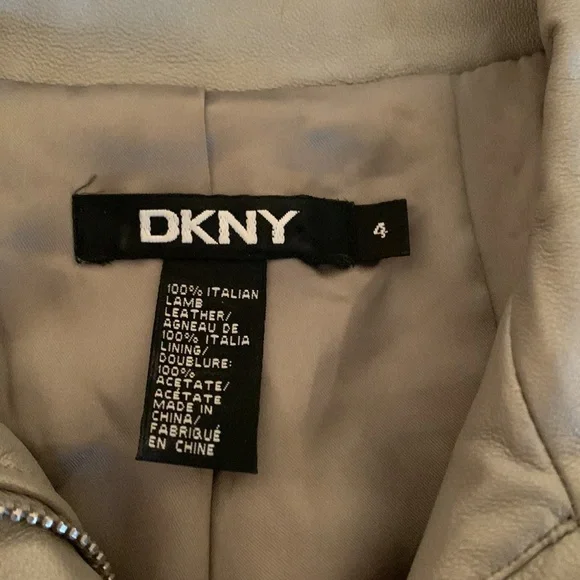 DKNY
4
100% ITALIAN
LAMB
LEATHER/
AGNEAU DE
100% ITALIA
LINING/
DOUBLURE:
100%
ACETATE/
ACÉTATE
MADE IN
CHINA/
FABRIQUÉ
EN CHINE